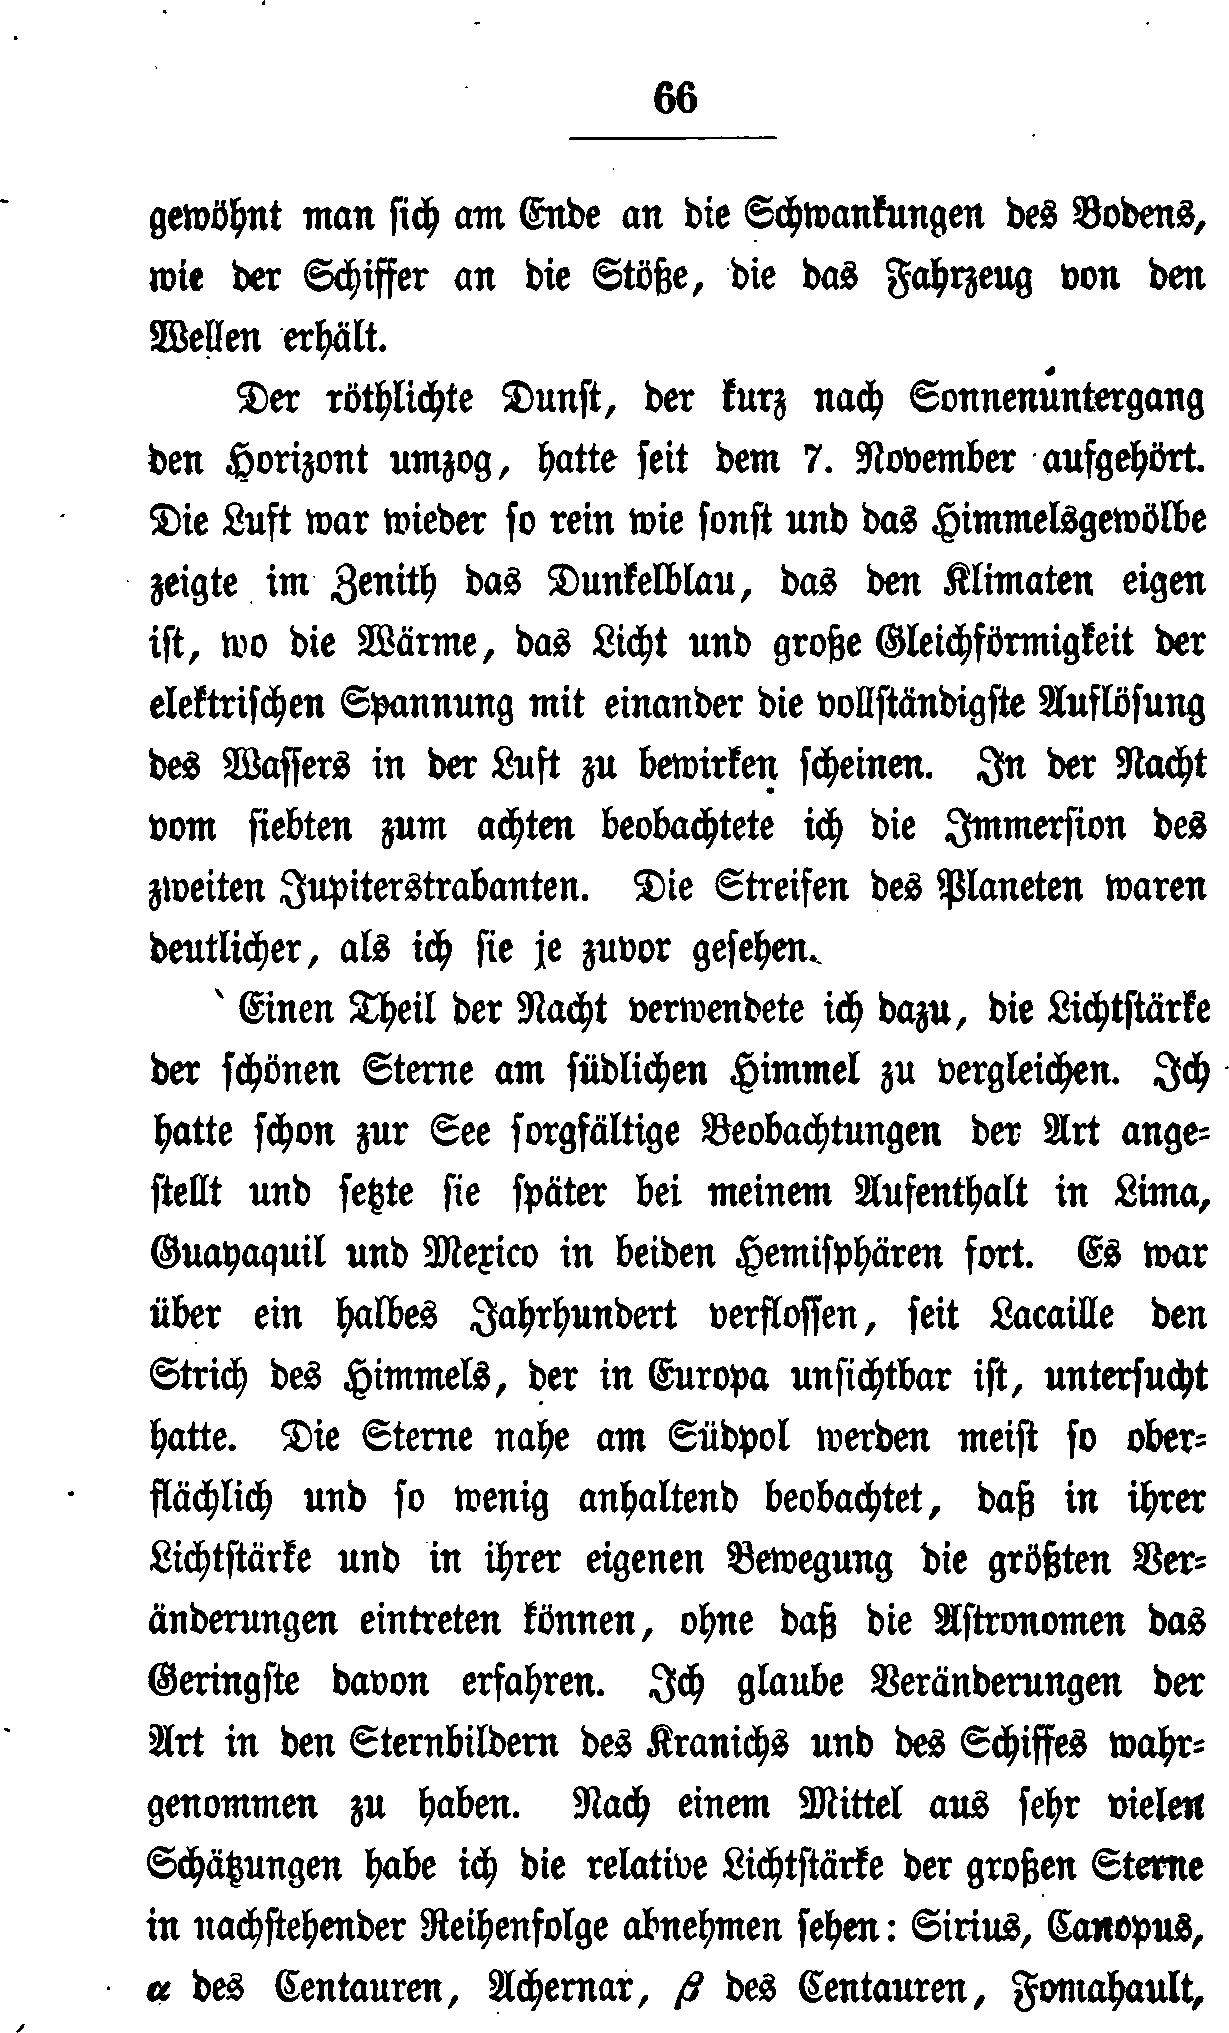 66
gewöhnt man ſich am Ende an die Schwankungen des Bodens,
wie der Schiffer an die Stöße, die das Fahrzeug von den
Wellen erhält.
Der röthlichte Dunſt, der kurz nach Sonnenuntergang
den Horizont umzog, hatte ſeit dem 7. November aufgehört.
Die Luft war wieder ſo rein wie ſonſt und das Himmelsgewölbe
zeigte im Zenith das Dunkelblau, das den Klimaten eigen
iſt, wo die Wärme, das Licht und große Gleichförmigkeit der
elektriſchen Spannung mit einander die vollſtändigſte Auflöſung
des Waſſers in der Luft zu bewirken ſcheinen. In der Nacht
vom ſiebten zum achten beobachtete ich die Immerſion des
zweiten Jupiterstrabanten. Die Streifen des Planeten waren
deutlicher, als ich ſie je zuvor geſehen.
Einen Theil der Nacht verwendete ich dazu, die Lichtſtärke
der ſchönen Sterne am ſüdlichen Himmel zu vergleichen. Ich
hatte ſchon zur See ſorgfältige Beobachtungen der Art ange-
ſtellt und ſetzte ſie ſpäter bei meinem Aufenthalt in Lima,
Guayaquil und Mexico in beiden Hemiſphären fort. Es war
über ein halbes Jahrhundert verfloſſen, ſeit Lacaille den
Strich des Himmels, der in Europa unſichtbar iſt, unterſucht
hatte. Die Sterne nahe am Südpol werden meiſt ſo ober-
flächlich und ſo wenig anhaltend beobachtet, daß in ihrer
Lichtſtärke und in ihrer eigenen Bewegung die größten Ver-
änderungen eintreten können, ohne daß die Aſtronomen das
Geringſte davon erfahren. Ich glaube Veränderungen der
Art in den Sternbildern des Kranichs und des Schiffes wahr-
genommen zu haben. Nach einem Mittel aus ſehr vielen
Schätzungen habe ich die relative Lichtſtärke der großen Sterne
in nachſtehender Reihenfolge abnehmen ſehen: Sirius, Canopus,
α des Centauren, Achernar, β des Centauren, Fomahault,